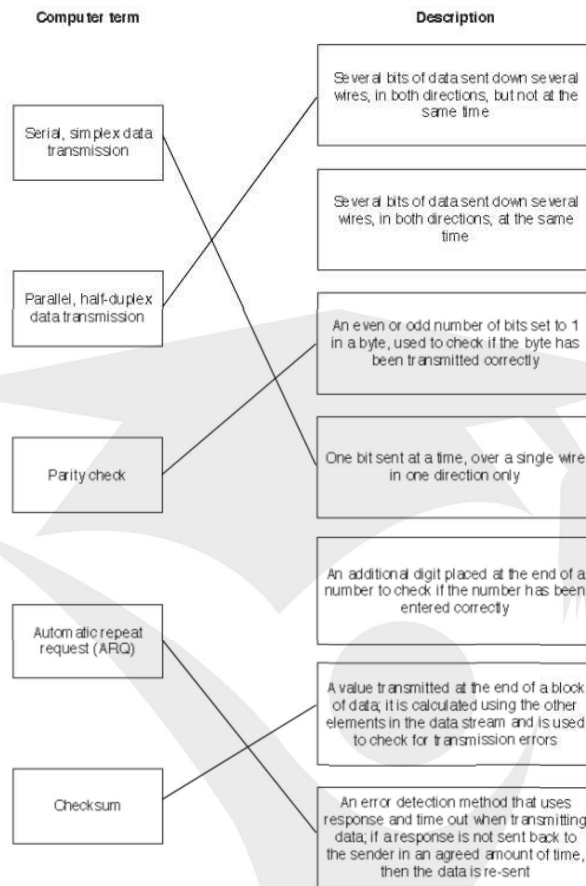 Computer term
Description
Serial, simplex data
transmission
Parallel, half-duplex
data transmission
Parity check
Automatic repeat
request (ARQ)
Checksum
Several bits of data sent down several
wires, in both directions, but not at the
same time
Several bits of data sent down several
wires, in both directions, at the same
time
An even or odd number of bits set to 1
in a byte, used to check if the byte has
been transmitted correctly
One bit sent at a time, over a single wire
in one direction only
An additional digit placed at the end of a
number to check if the number has been
entered correctly
A value transmitted at the end of a block
of data; it is calculated using the other
elements in the data stream and is used
to check for transmission errors
An error detection method that uses
response and time out when transmitting
data; if a response is not sent back to
the sender in an agreed amount of time,
then the data is re-sent